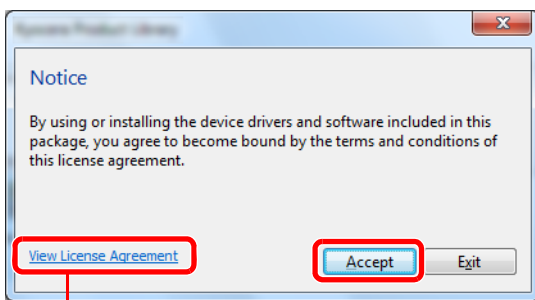 Notice
By using or installing the device drivers and software included in this
package, you agree to become bound by the terms and conditions of
this license agreement.
View License Agreement
Accept
Exit